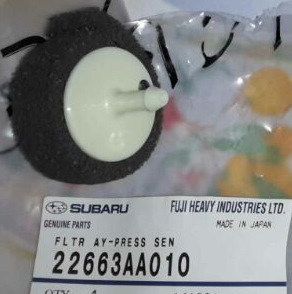 SUBARU FUJI HEAVY INDUSTRIES LTD.
GENUINE PARTS MADE IN JAPAN
FLTR AY-PRESS SEN
22663AA010